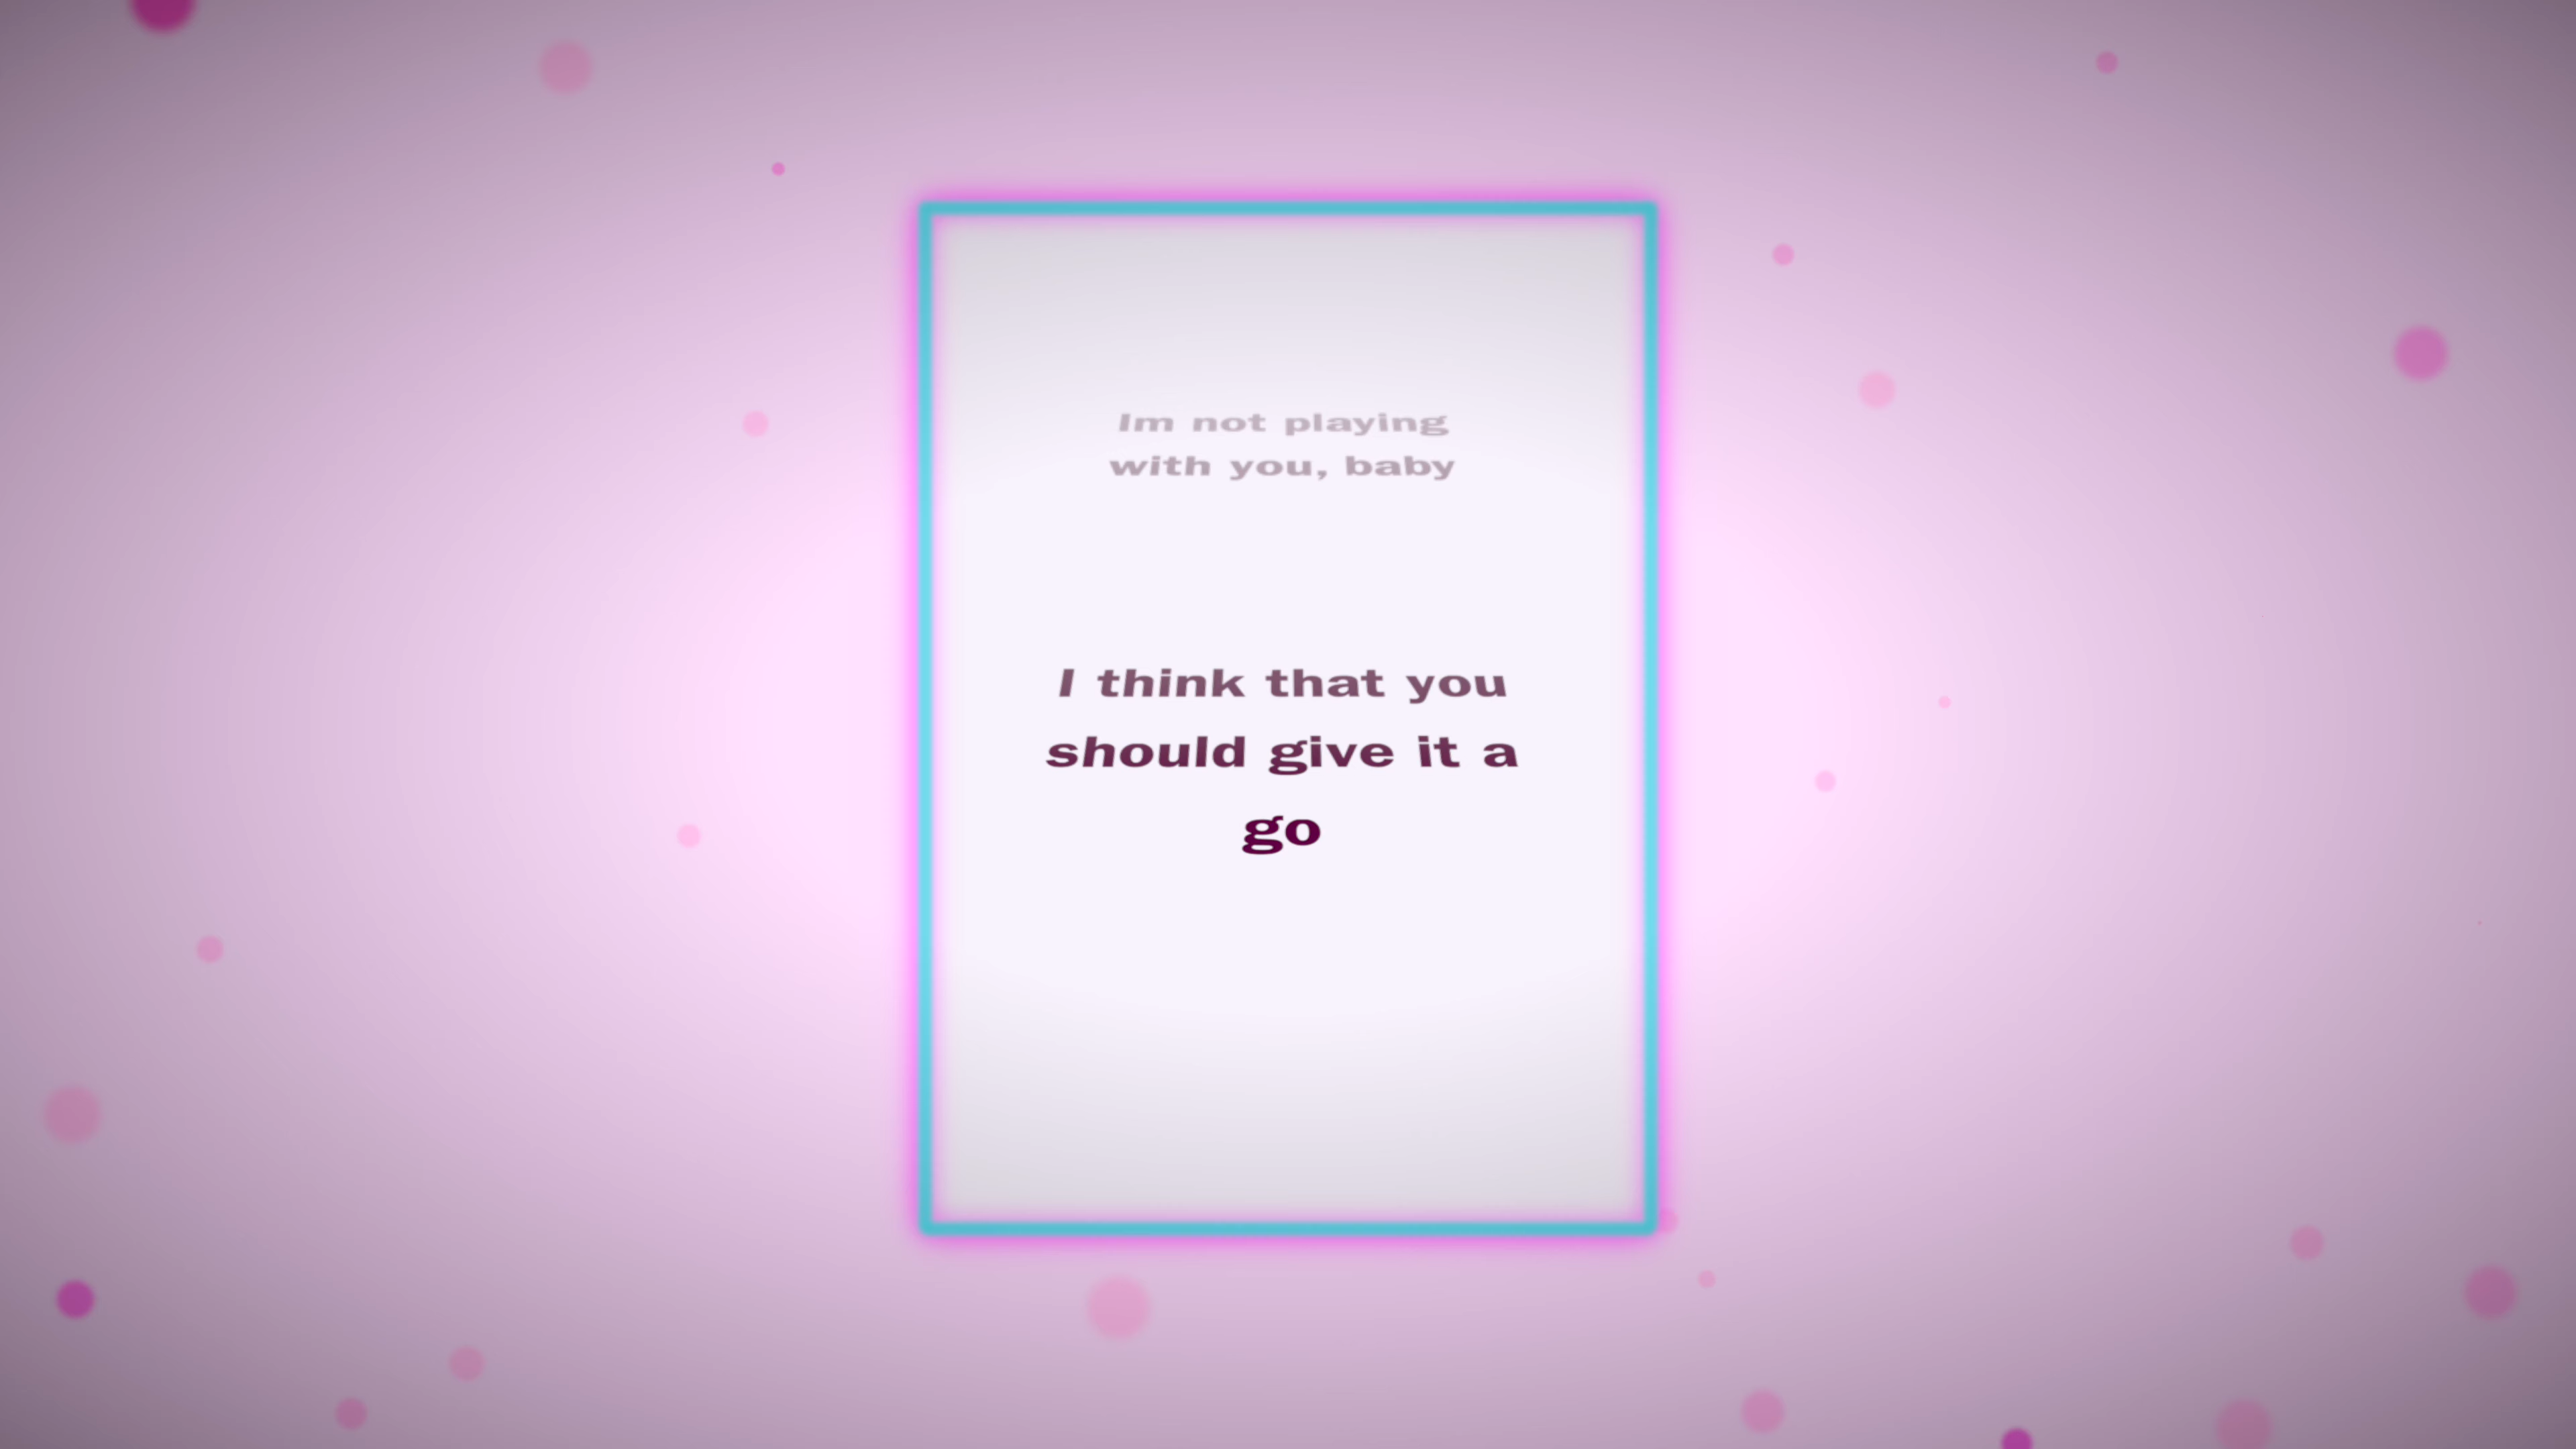 Im not playing
with you, baby
I think that you
should give it a
go